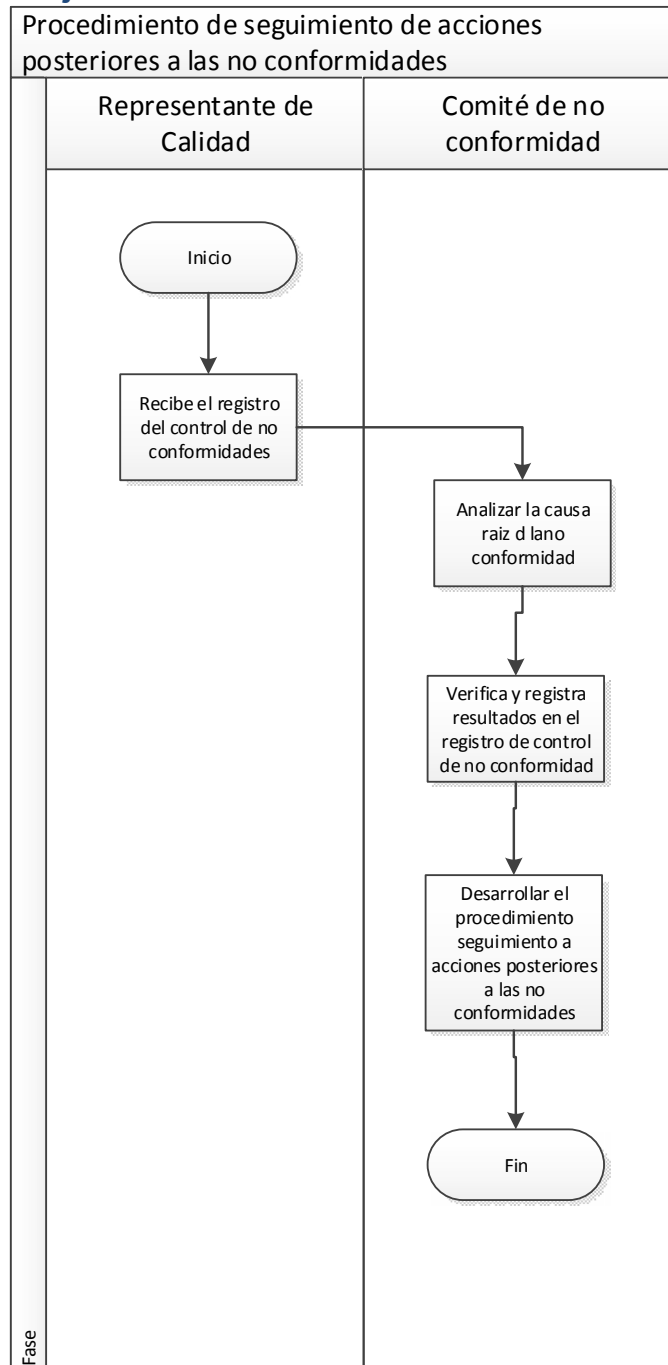 Procedimiento de seguimiento de acciones
posteriores a las no conformidades
Representante de
Calidad
Comité de no
conformidad
Inicio
Recibe el registro
del control de no
conformidades
Analizar la causa
raiz d lano
conformidad
Verifica y registra
resultados en el
registro de control
de no conformidad
Desarrollar el
procedimiento
seguimiento a
acciones posteriores
a las no
conformidades
Fin
Fase